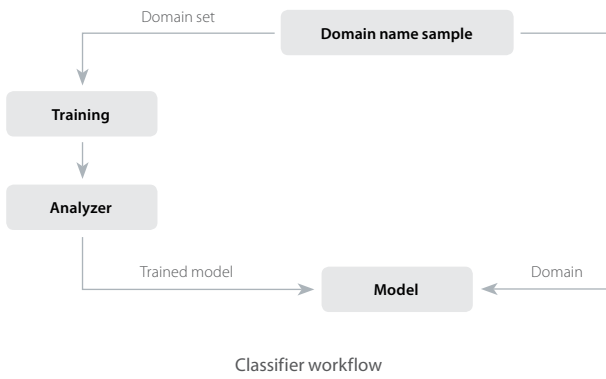 Domain set
Domain name sample
Training
Analyzer
Trained model
Model
Domain
Classifier workflow